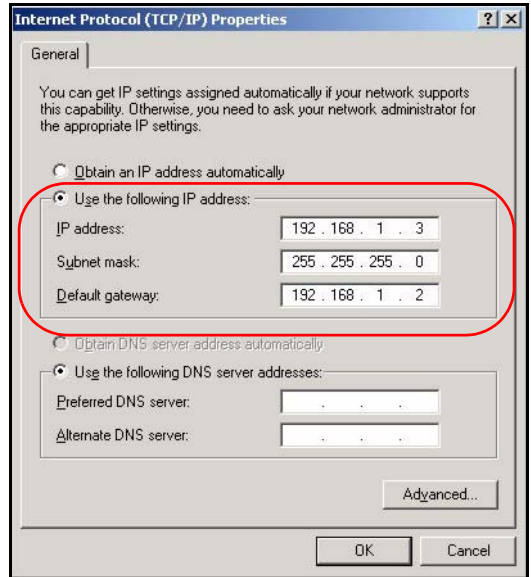 Internet Protocol (TCP/IP) Properties
General
You can get IP settings assigned automatically if your network supports
this capability. Otherwise, you need to ask your network administrator for
the appropriate IP settings.
Obtain an IP address automatically
Use the following IP address:
IP address: 192 . 168 . 1 . 3
Subnet mask: 255 . 255 . 255 . 0
Default gateway: 192 . 168 . 1 . 2
Obtain DNS server address automatically
Use the following DNS server addresses:
Preferred DNS server: . . .
Alternate DNS server: . . .
Advanced...
OK Cancel